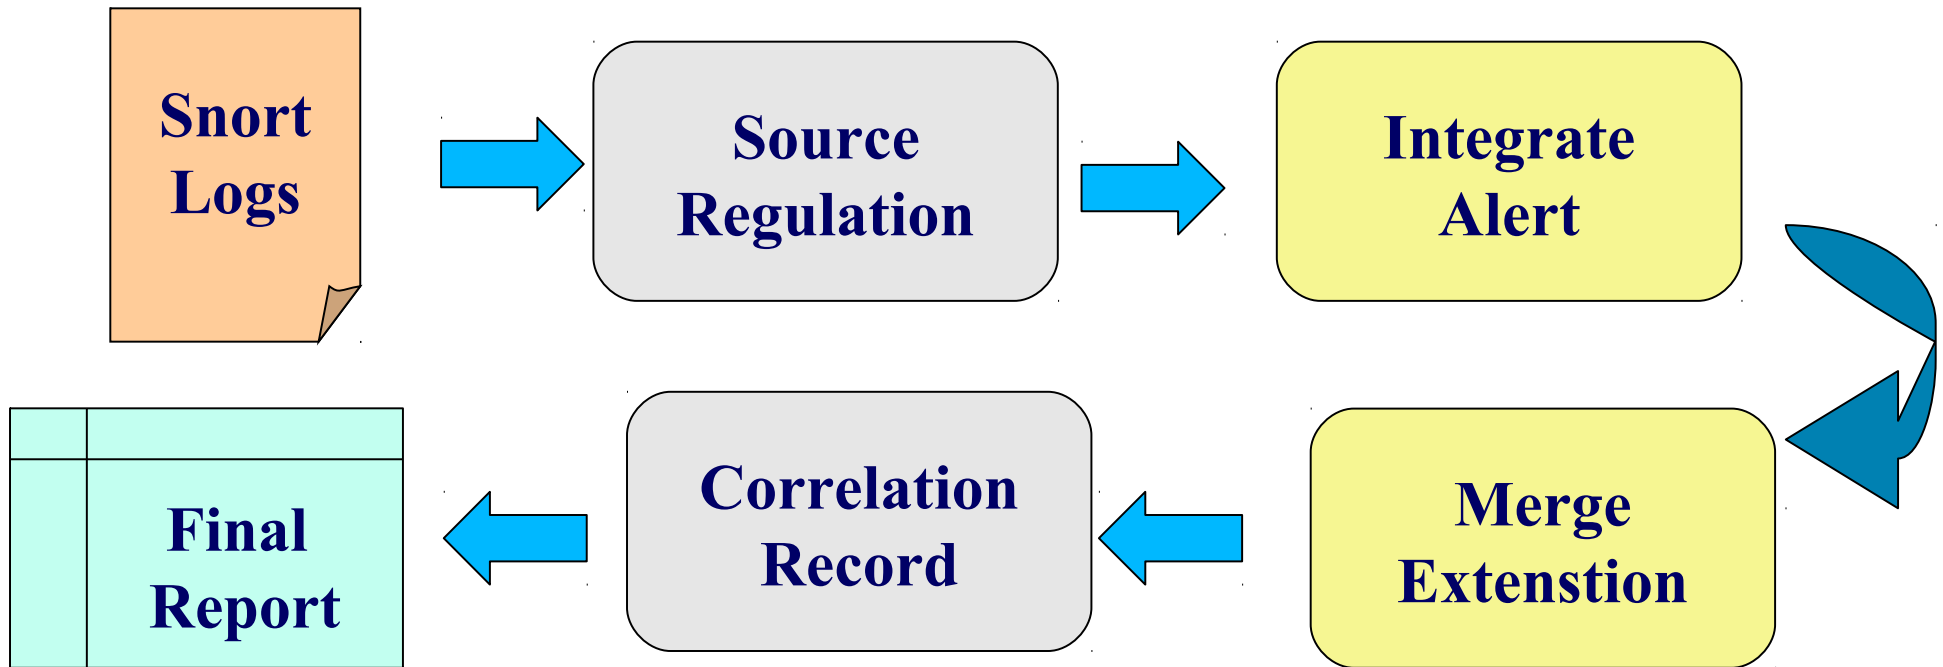 Snort
Logs
Source
Regulation
Integrate
Alert
Merge
Extenstion
Correlation
Record
Final
Report